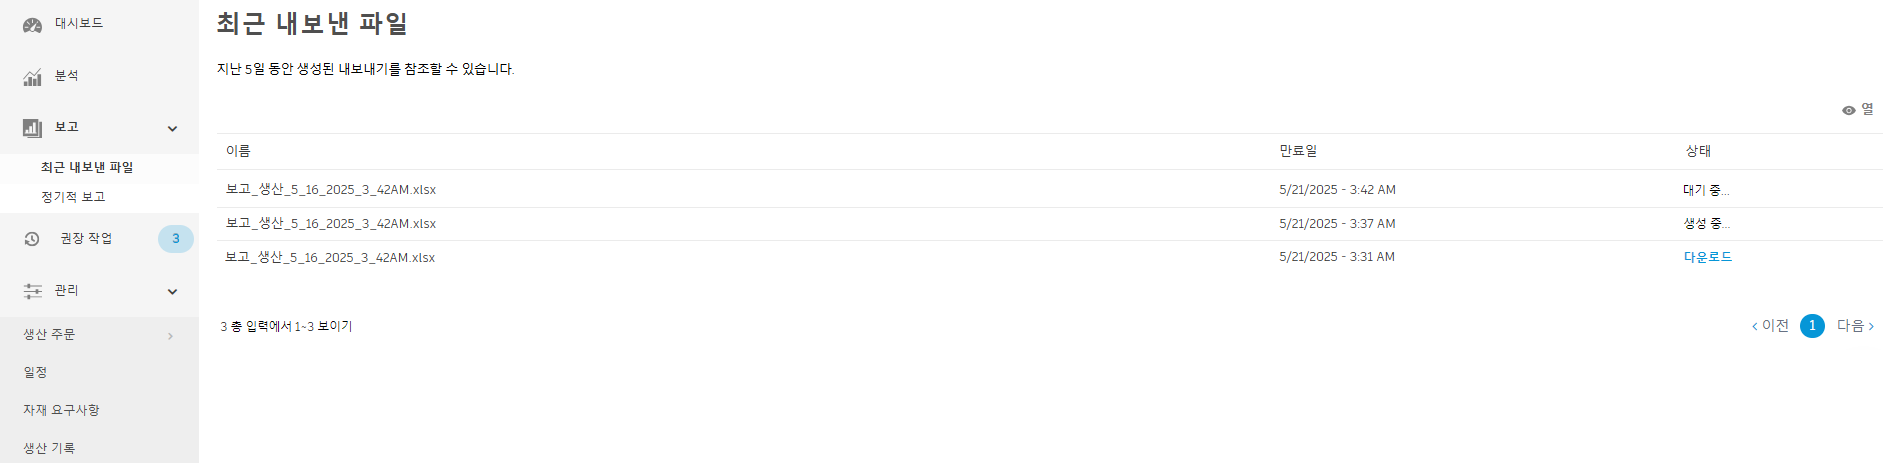 대시보드
분석
보고
최근 내보낸 파일
정기적 보고
권장 작업 3
관리
생산 주문
일정
자재 요구사항
생산 기록
최근 내보낸 파일
지난 5일 동안 생성된 내보내기를 참조할 수 있습니다.
열
이름 만료일 상태
보고_생산_5_16_2025_3_42AM.xlsx 5/21/2025 - 3:42 AM 대기 중...
보고_생산_5_16_2025_3_42AM.xlsx 5/21/2025 - 3:37 AM 생성 중...
보고_생산_5_16_2025_3_42AM.xlsx 5/21/2025 - 3:31 AM 다운로드
3 총 입력에서 1~3 보이기 ‹ 이전 1 다음 ›